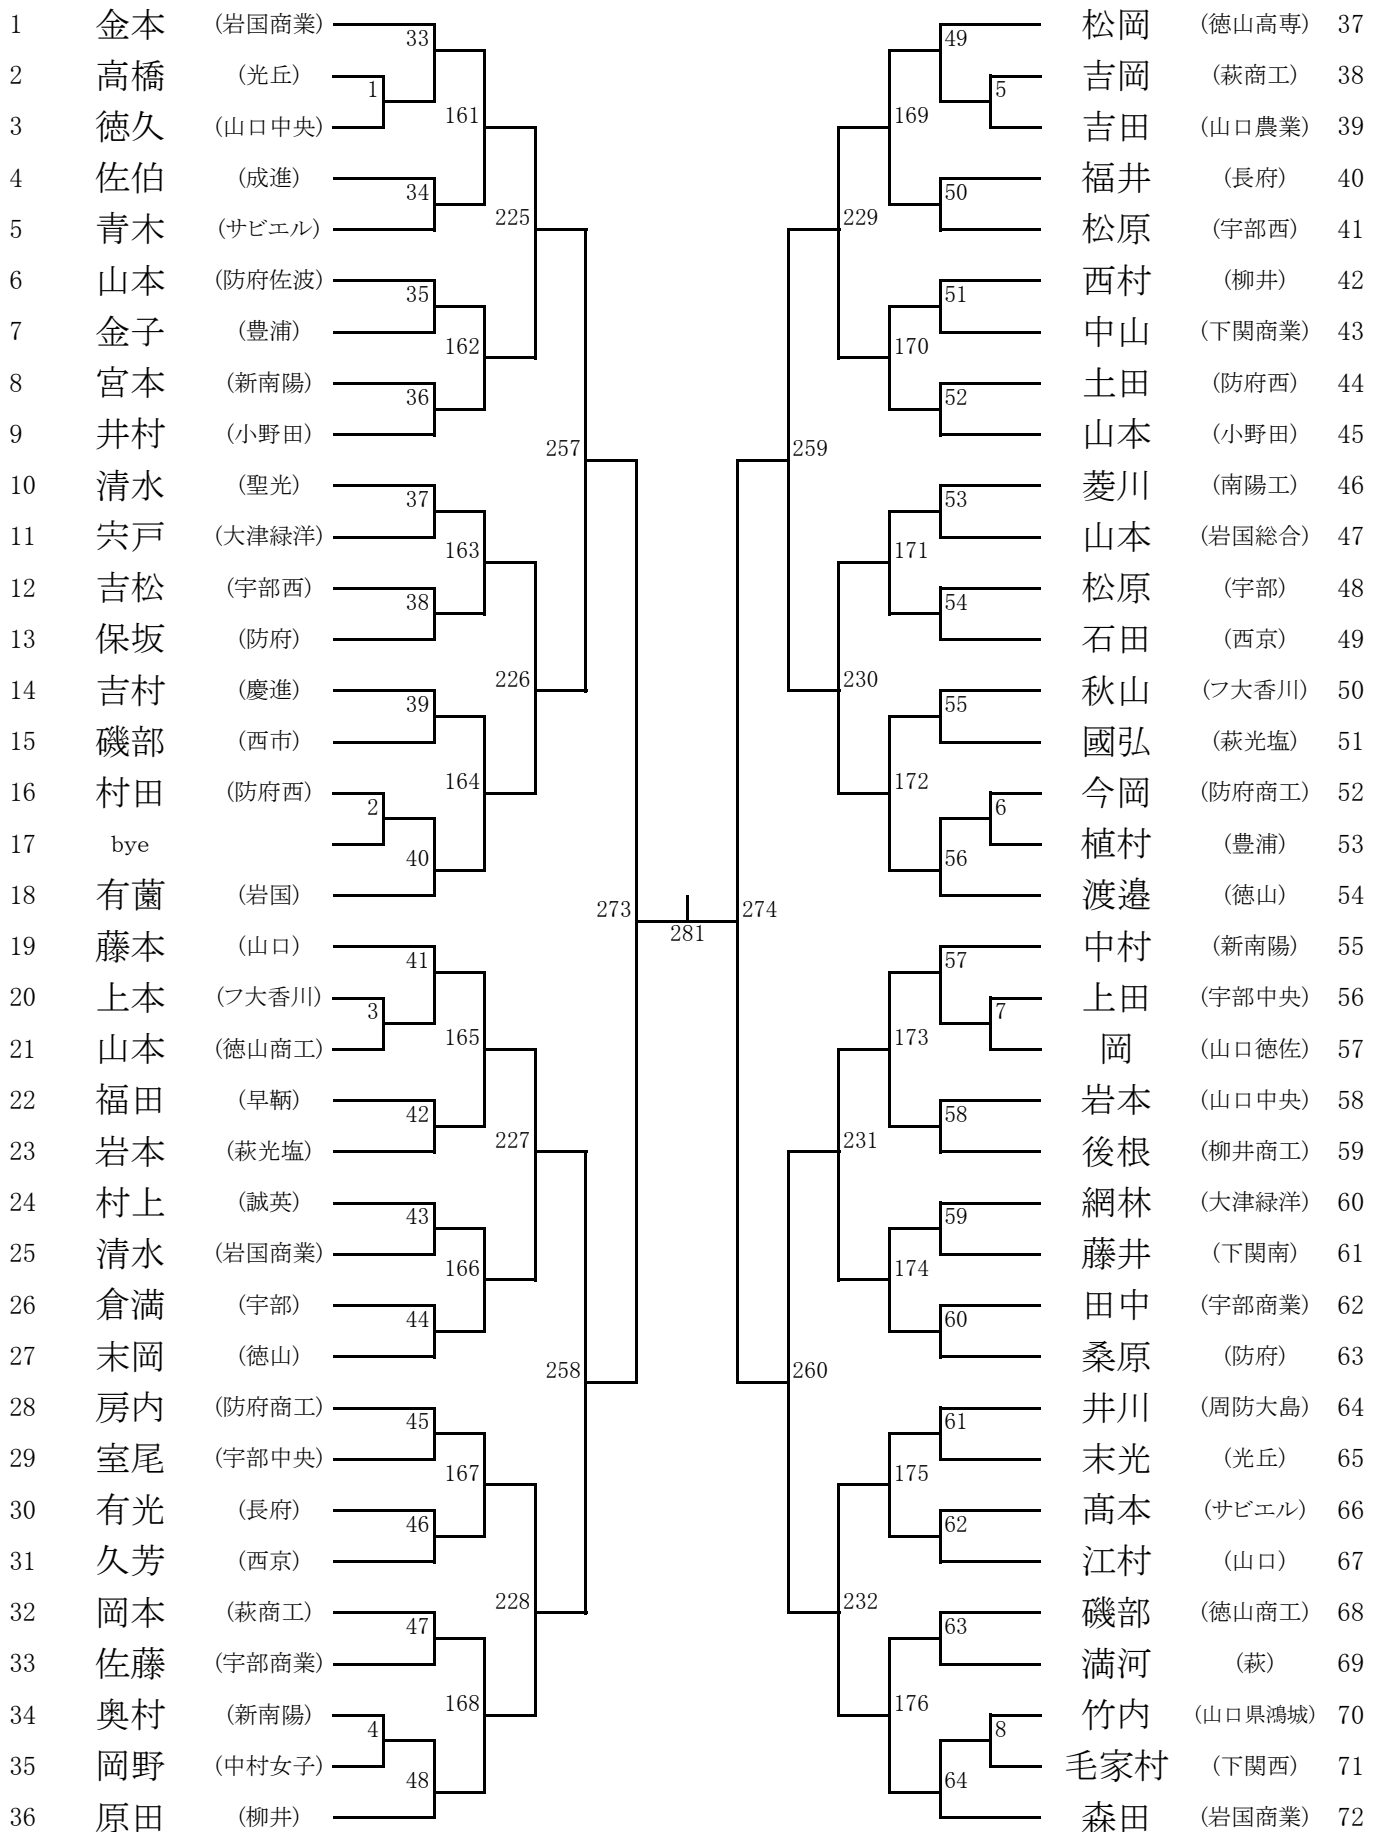 1 金本 (岩国商業) 33
2 高橋 (光丘) 1
3 徳久 (山口中央) 161
4 佐伯 (成進) 34
5 青木 (サビエル) 225
6 山本 (防府佐波) 35
7 金子 (豊浦) 162
8 宮本 (新南陽) 36
9 井村 (小野田) 257
10 清水 (聖光) 37
11 宍戸 (大津緑洋) 163
12 吉松 (宇部西) 38
13 保坂 (防府)
14 吉村 (慶進) 39 226
15 磯部 (西市) 164
16 村田 (防府西) 2
17 bye 40
18 有薗 (岩国) 273
19 藤本 (山口) 41
20 上本 (フ大香川) 3
21 山本 (徳山商工) 165
22 福田 (早鞆) 42
23 岩本 (萩光塩) 227
24 村上 (誠英) 43
25 清水 (岩国商業) 166
26 倉満 (宇部) 44
27 末岡 (徳山) 258
28 房内 (防府商工) 45
29 室尾 (宇部中央) 167
30 有光 (長府) 46
31 久芳 (西京)
32 岡本 (萩商工) 47 228
33 佐藤 (宇部商業) 168
34 奥村 (新南陽) 4
35 岡野 (中村女子) 48
36 原田 (柳井)
281
49 松岡 (徳山高専) 37
5 吉岡 (萩商工) 38
169 吉田 (山口農業) 39
50 福井 (長府) 40
229 松原 (宇部西) 41
51 西村 (柳井) 42
170 中山 (下関商業) 43
52 土田 (防府西) 44
259 山本 (小野田) 45
53 菱川 (南陽工) 46
171 山本 (岩国総合) 47
54 松原 (宇部) 48
石田 (西京) 49
230 55 秋山 (フ大香川) 50
172 國弘 (萩光塩) 51
6 今岡 (防府商工) 52
56 植村 (豊浦) 53
274 渡邉 (徳山) 54
57 中村 (新南陽) 55
7 上田 (宇部中央) 56
173 岡 (山口徳佐) 57
58 岩本 (山口中央) 58
231 後根 (柳井商工) 59
59 網林 (大津緑洋) 60
174 藤井 (下関南) 61
60 田中 (宇部商業) 62
260 桑原 (防府) 63
61 井川 (周防大島) 64
175 末光 (光丘) 65
62 髙本 (サビエル) 66
江村 (山口) 67
232 63 磯部 (徳山商工) 68
176 満河 (萩) 69
8 竹内 (山口県鴻城) 70
64 毛家村 (下関西) 71
森田 (岩国商業) 72